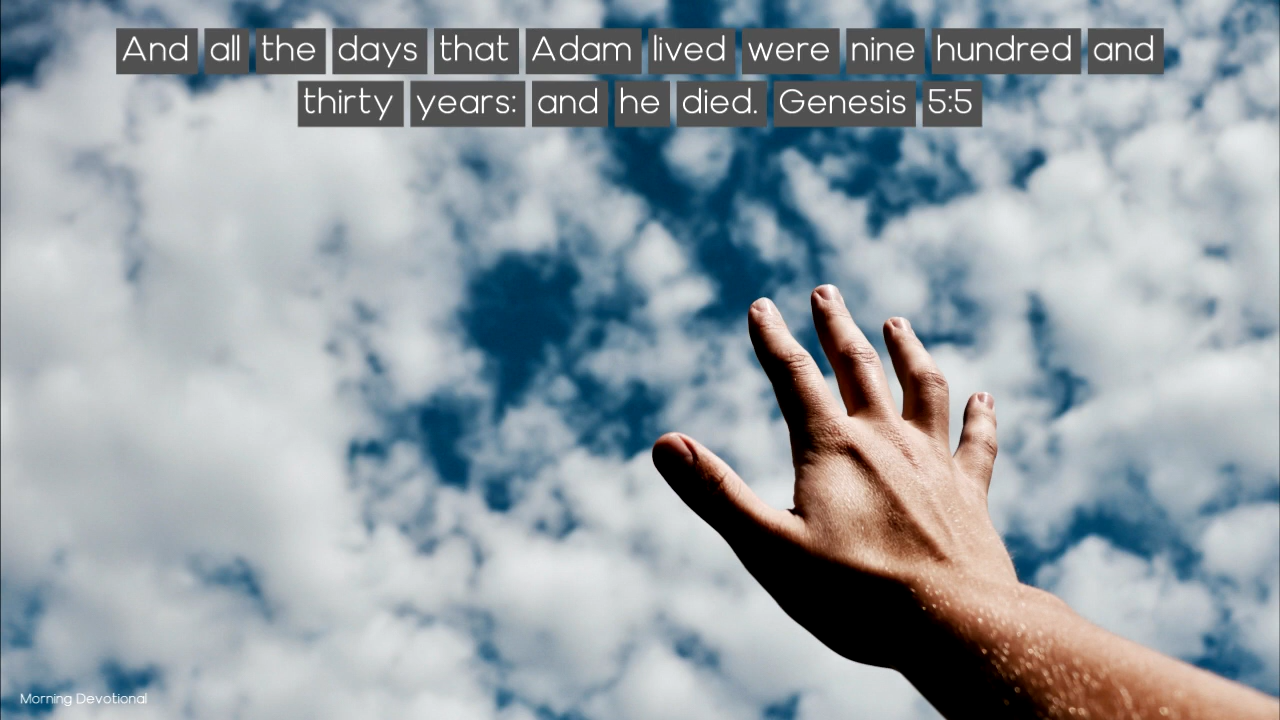 And all the days that Adam lived were nine hundred and
thirty years: and he died. Genesis 5:5
Morning Devotional